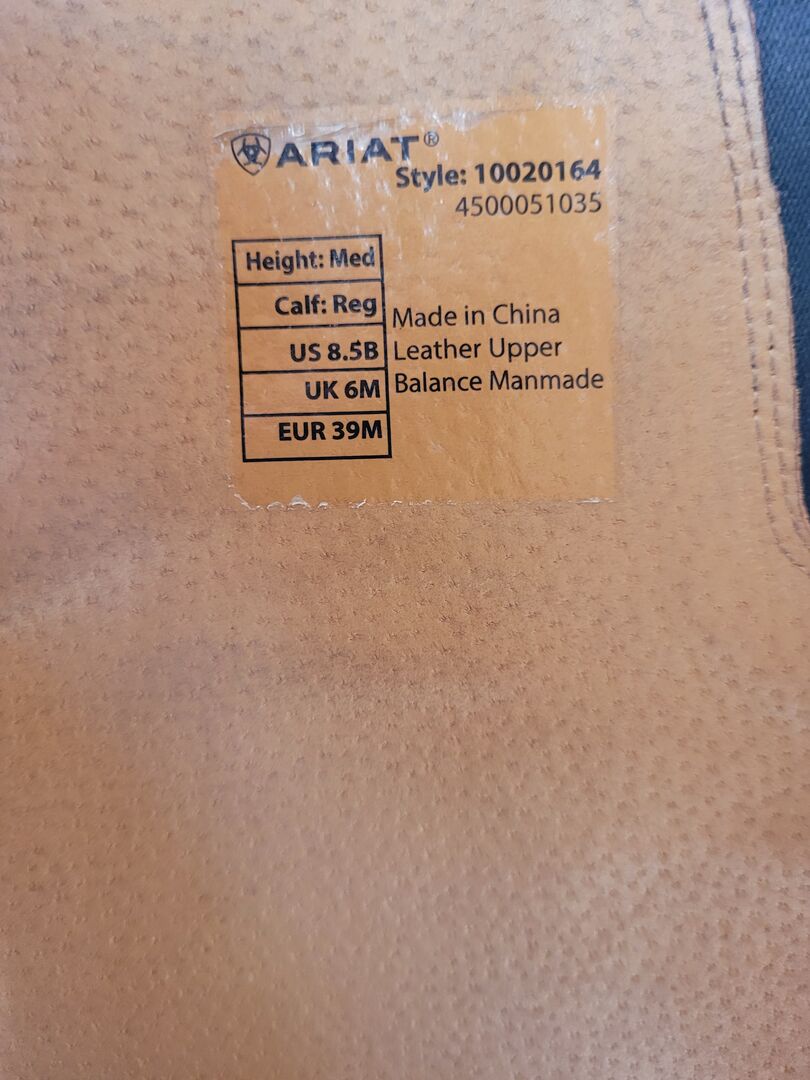 ARIAT®
Style: 10020164
4500051035
Height: Med
Calf: Reg
US 8.5B
UK 6M
EUR 39M
Made in China
Leather Upper
Balance Manmade